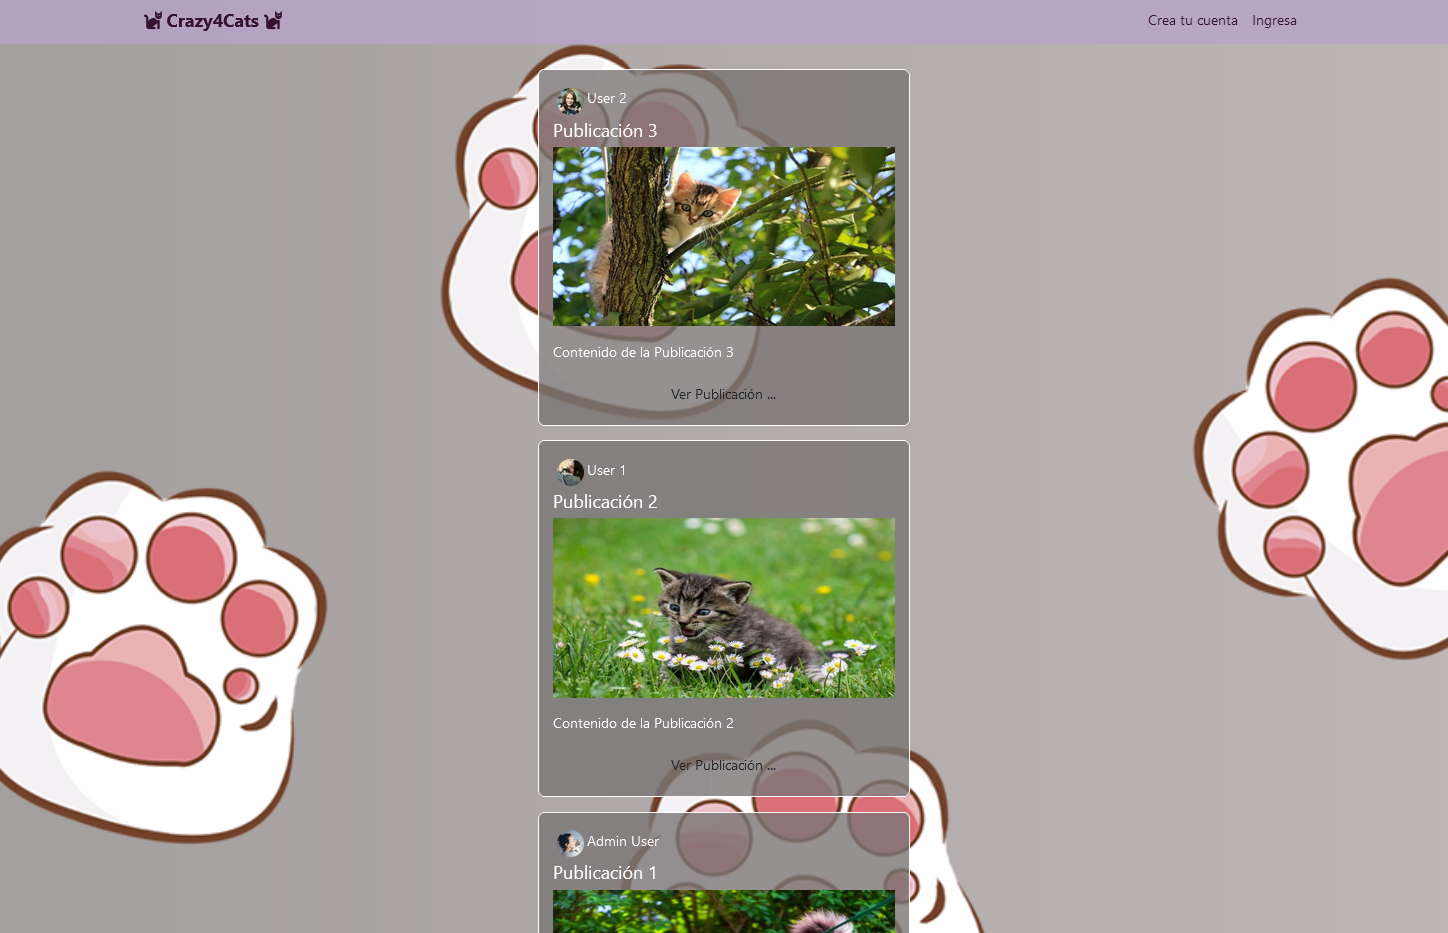 Crazy4Cats
Crea tu cuenta
Ingresa
User 2
Publicación 3
Contenido de la Publicación 3
Ver Publicación ...
User 1
Publicación 2
Contenido de la Publicación 2
Ver Publicación ...
Admin User
Publicación 1